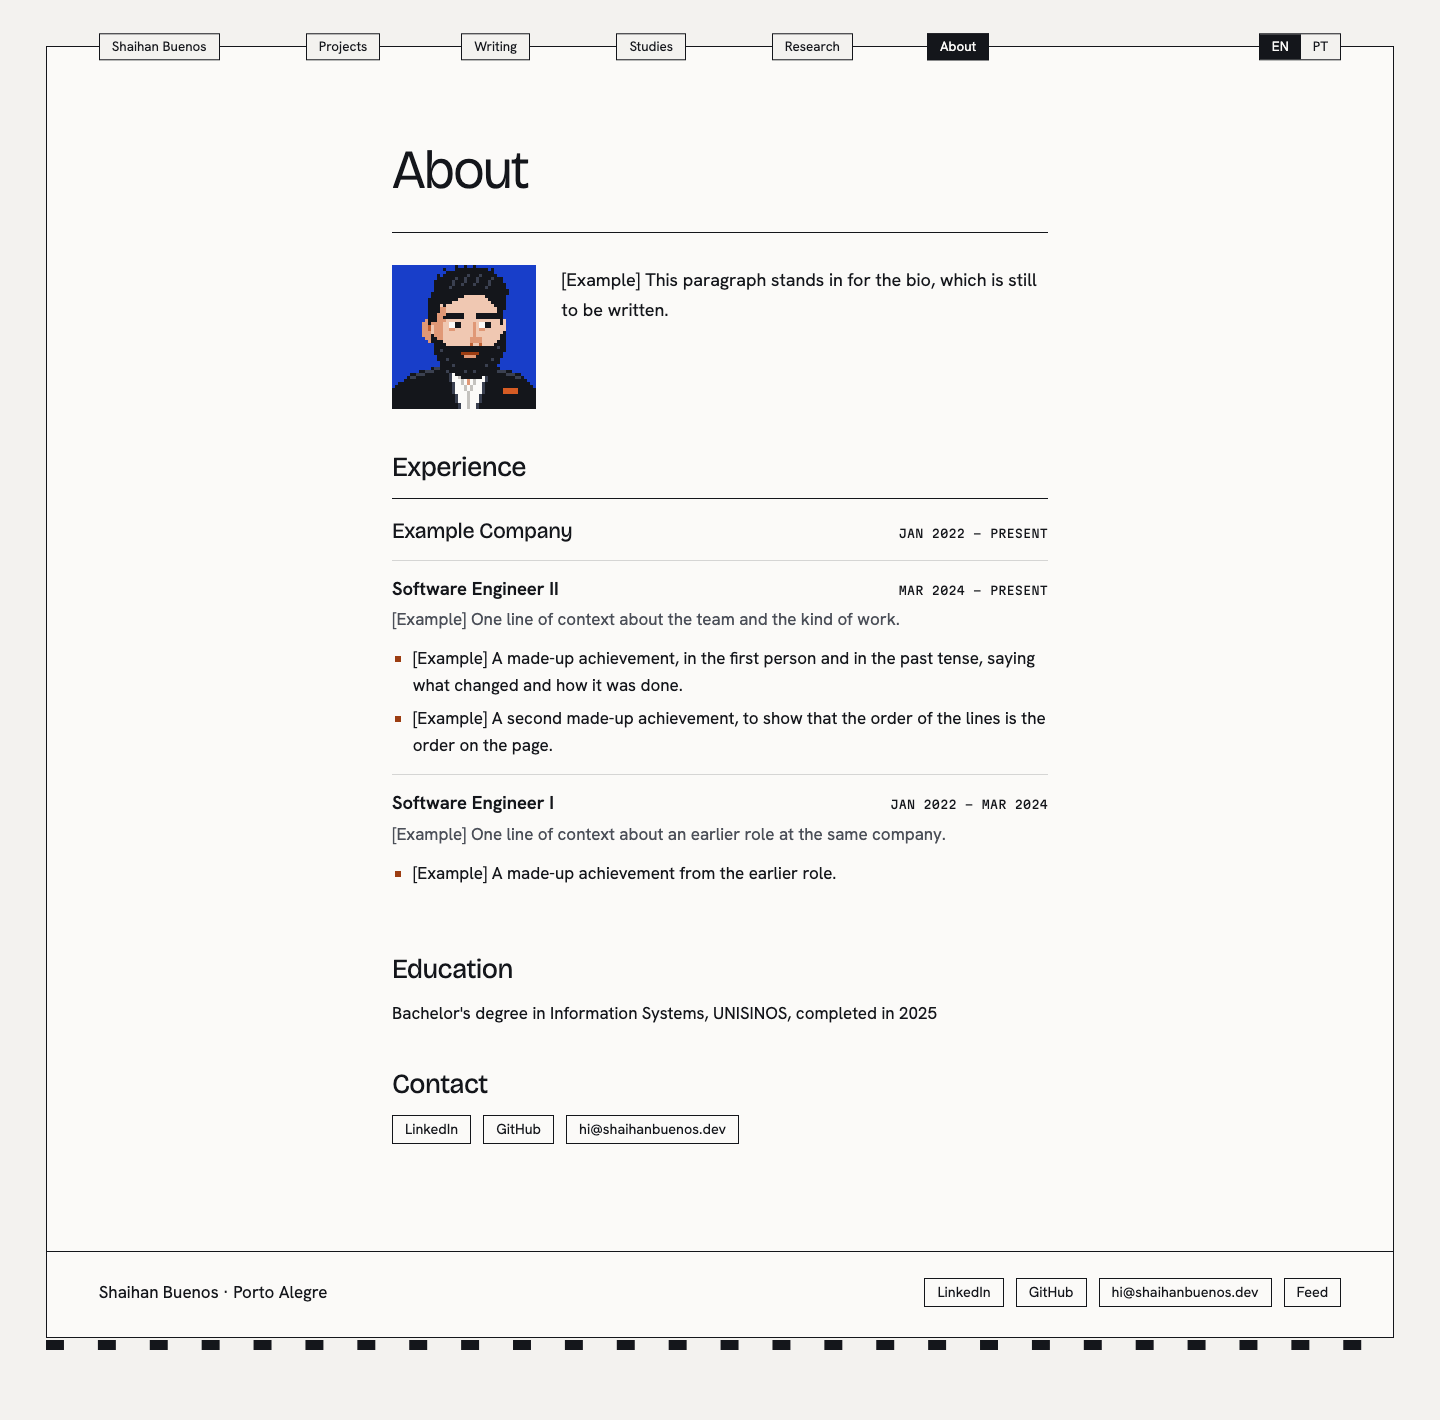 Shaihan Buenos
Projects
Writing
Studies
Research
About
EN
PT
About
[Example] This paragraph stands in for the bio, which is still
to be written.
Experience
Example Company
JAN 2022 – PRESENT
Software Engineer II
MAR 2024 – PRESENT
[Example] One line of context about the team and the kind of work.
[Example] A made-up achievement, in the first person and in the past tense, saying
what changed and how it was done.
[Example] A second made-up achievement, to show that the order of the lines is the
order on the page.
Software Engineer I
JAN 2022 – MAR 2024
[Example] One line of context about an earlier role at the same company.
[Example] A made-up achievement from the earlier role.
Education
Bachelor's degree in Information Systems, UNISINOS, completed in 2025
Contact
LinkedIn
GitHub
hi@shaihanbuenos.dev
Shaihan Buenos · Porto Alegre
LinkedIn
GitHub
hi@shaihanbuenos.dev
Feed